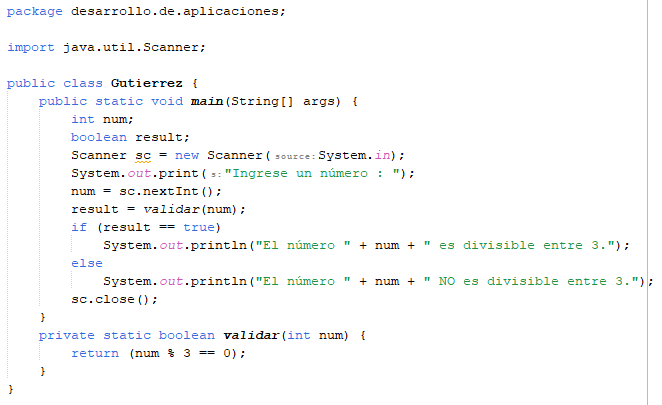 package desarrollo.de.aplicaciones;
import java.util.Scanner;
public class Gutierrez {
public static void main(String[] args) {
int num;
boolean result;
Scanner sc = new Scanner( source: System.in);
System.out.print( s: "Ingrese un número : ");
num = sc.nextInt();
result = validar(num);
if (result == true)
System.out.println("El número " + num + " es divisible entre 3.");
else
System.out.println("El número " + num + " NO es divisible entre 3.");
sc.close();
}
private static boolean validar(int num) {
return (num % 3 == 0);
}
}